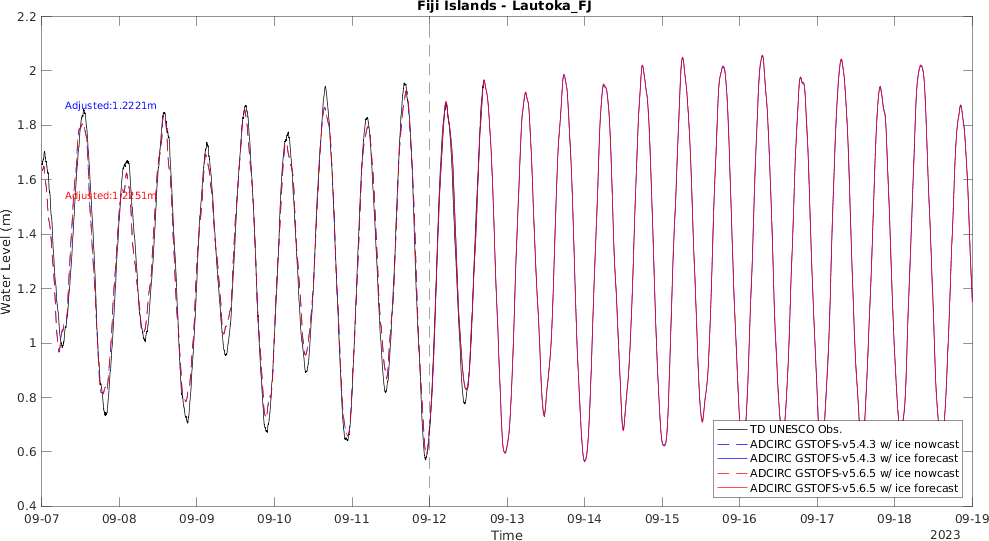 Fiji Islands - Lautoka_FJ
2.2
2
1.8
1.6
1.4
1.2
1
0.8
0.6
0.4
Water Level (m)
Adjusted:1.2221m
Adjusted:1.2251m
TD UNESCO Obs.
ADCIRC GSTOFS-v5.4.3 w/ ice nowcast
ADCIRC GSTOFS-v5.4.3 w/ ice forecast
ADCIRC GSTOFS-v5.6.5 w/ ice nowcast
ADCIRC GSTOFS-v5.6.5 w/ ice forecast
09-07 09-08 09-09 09-10 09-11 09-12 09-13 09-14 09-15 09-16 09-17 09-18 09-19
Time
2023